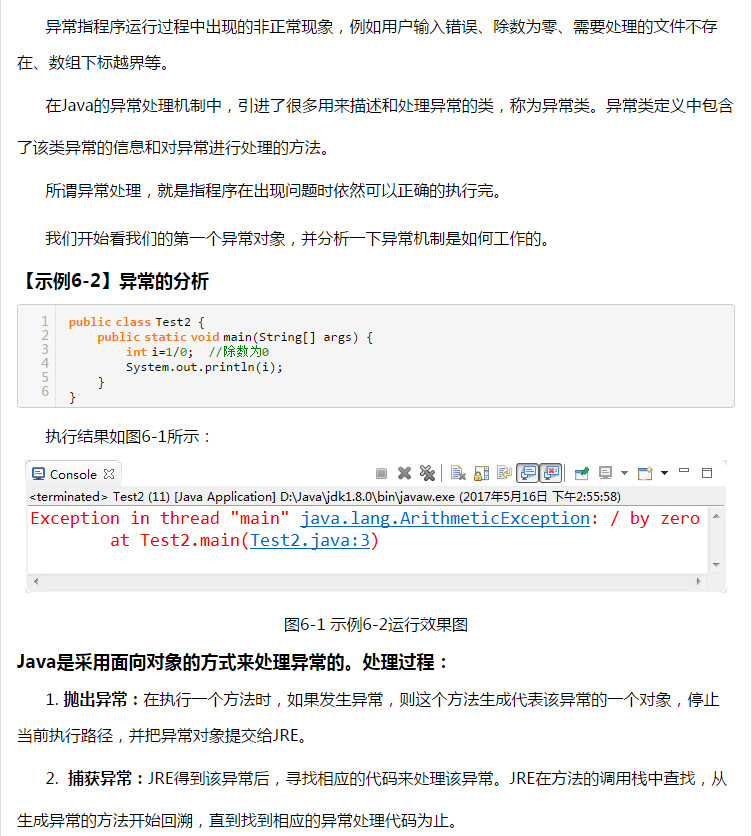 异常指程序运行过程中出现的非正常现象，例如用户输入错误、除数为零、需要处理的文件不存
在、数组下标越界等。
在Java的异常处理机制中，引进了很多用来描述和处理异常的类，称为异常类。异常类定义中包含
了该类异常的信息和对异常进行处理的方法。
所谓异常处理，就是指程序在出现问题时依然可以正确的执行完。
我们开始看我们的第一个异常对象，并分析一下异常机制是如何工作的。
【示例6-2】异常的分析
1 public class Test2 {
2     public static void main(String[] args) {
3         int i=1/0;  //除数为0
4         System.out.println(i);
5     }
6 }
执行结果如图6-1所示：
Console
<terminated> Test2 (11) [Java Application] D:\Java\jdk1.8.0\bin\javaw.exe (2017年5月16日 下午2:55:58)
Exception in thread "main" java.lang.ArithmeticException: / by zero
at Test2.main(Test2.java:3)
图6-1 示例6-2运行效果图
Java是采用面向对象的方式来处理异常的。处理过程：
1. 抛出异常：在执行一个方法时，如果发生异常，则这个方法生成代表该异常的一个对象，停止
当前执行路径，并把异常对象提交给JRE。
2. 捕获异常：JRE得到该异常后，寻找相应的代码来处理该异常。JRE在方法的调用栈中查找，从
生成异常的方法开始回溯，直到找到相应的异常处理代码为止。